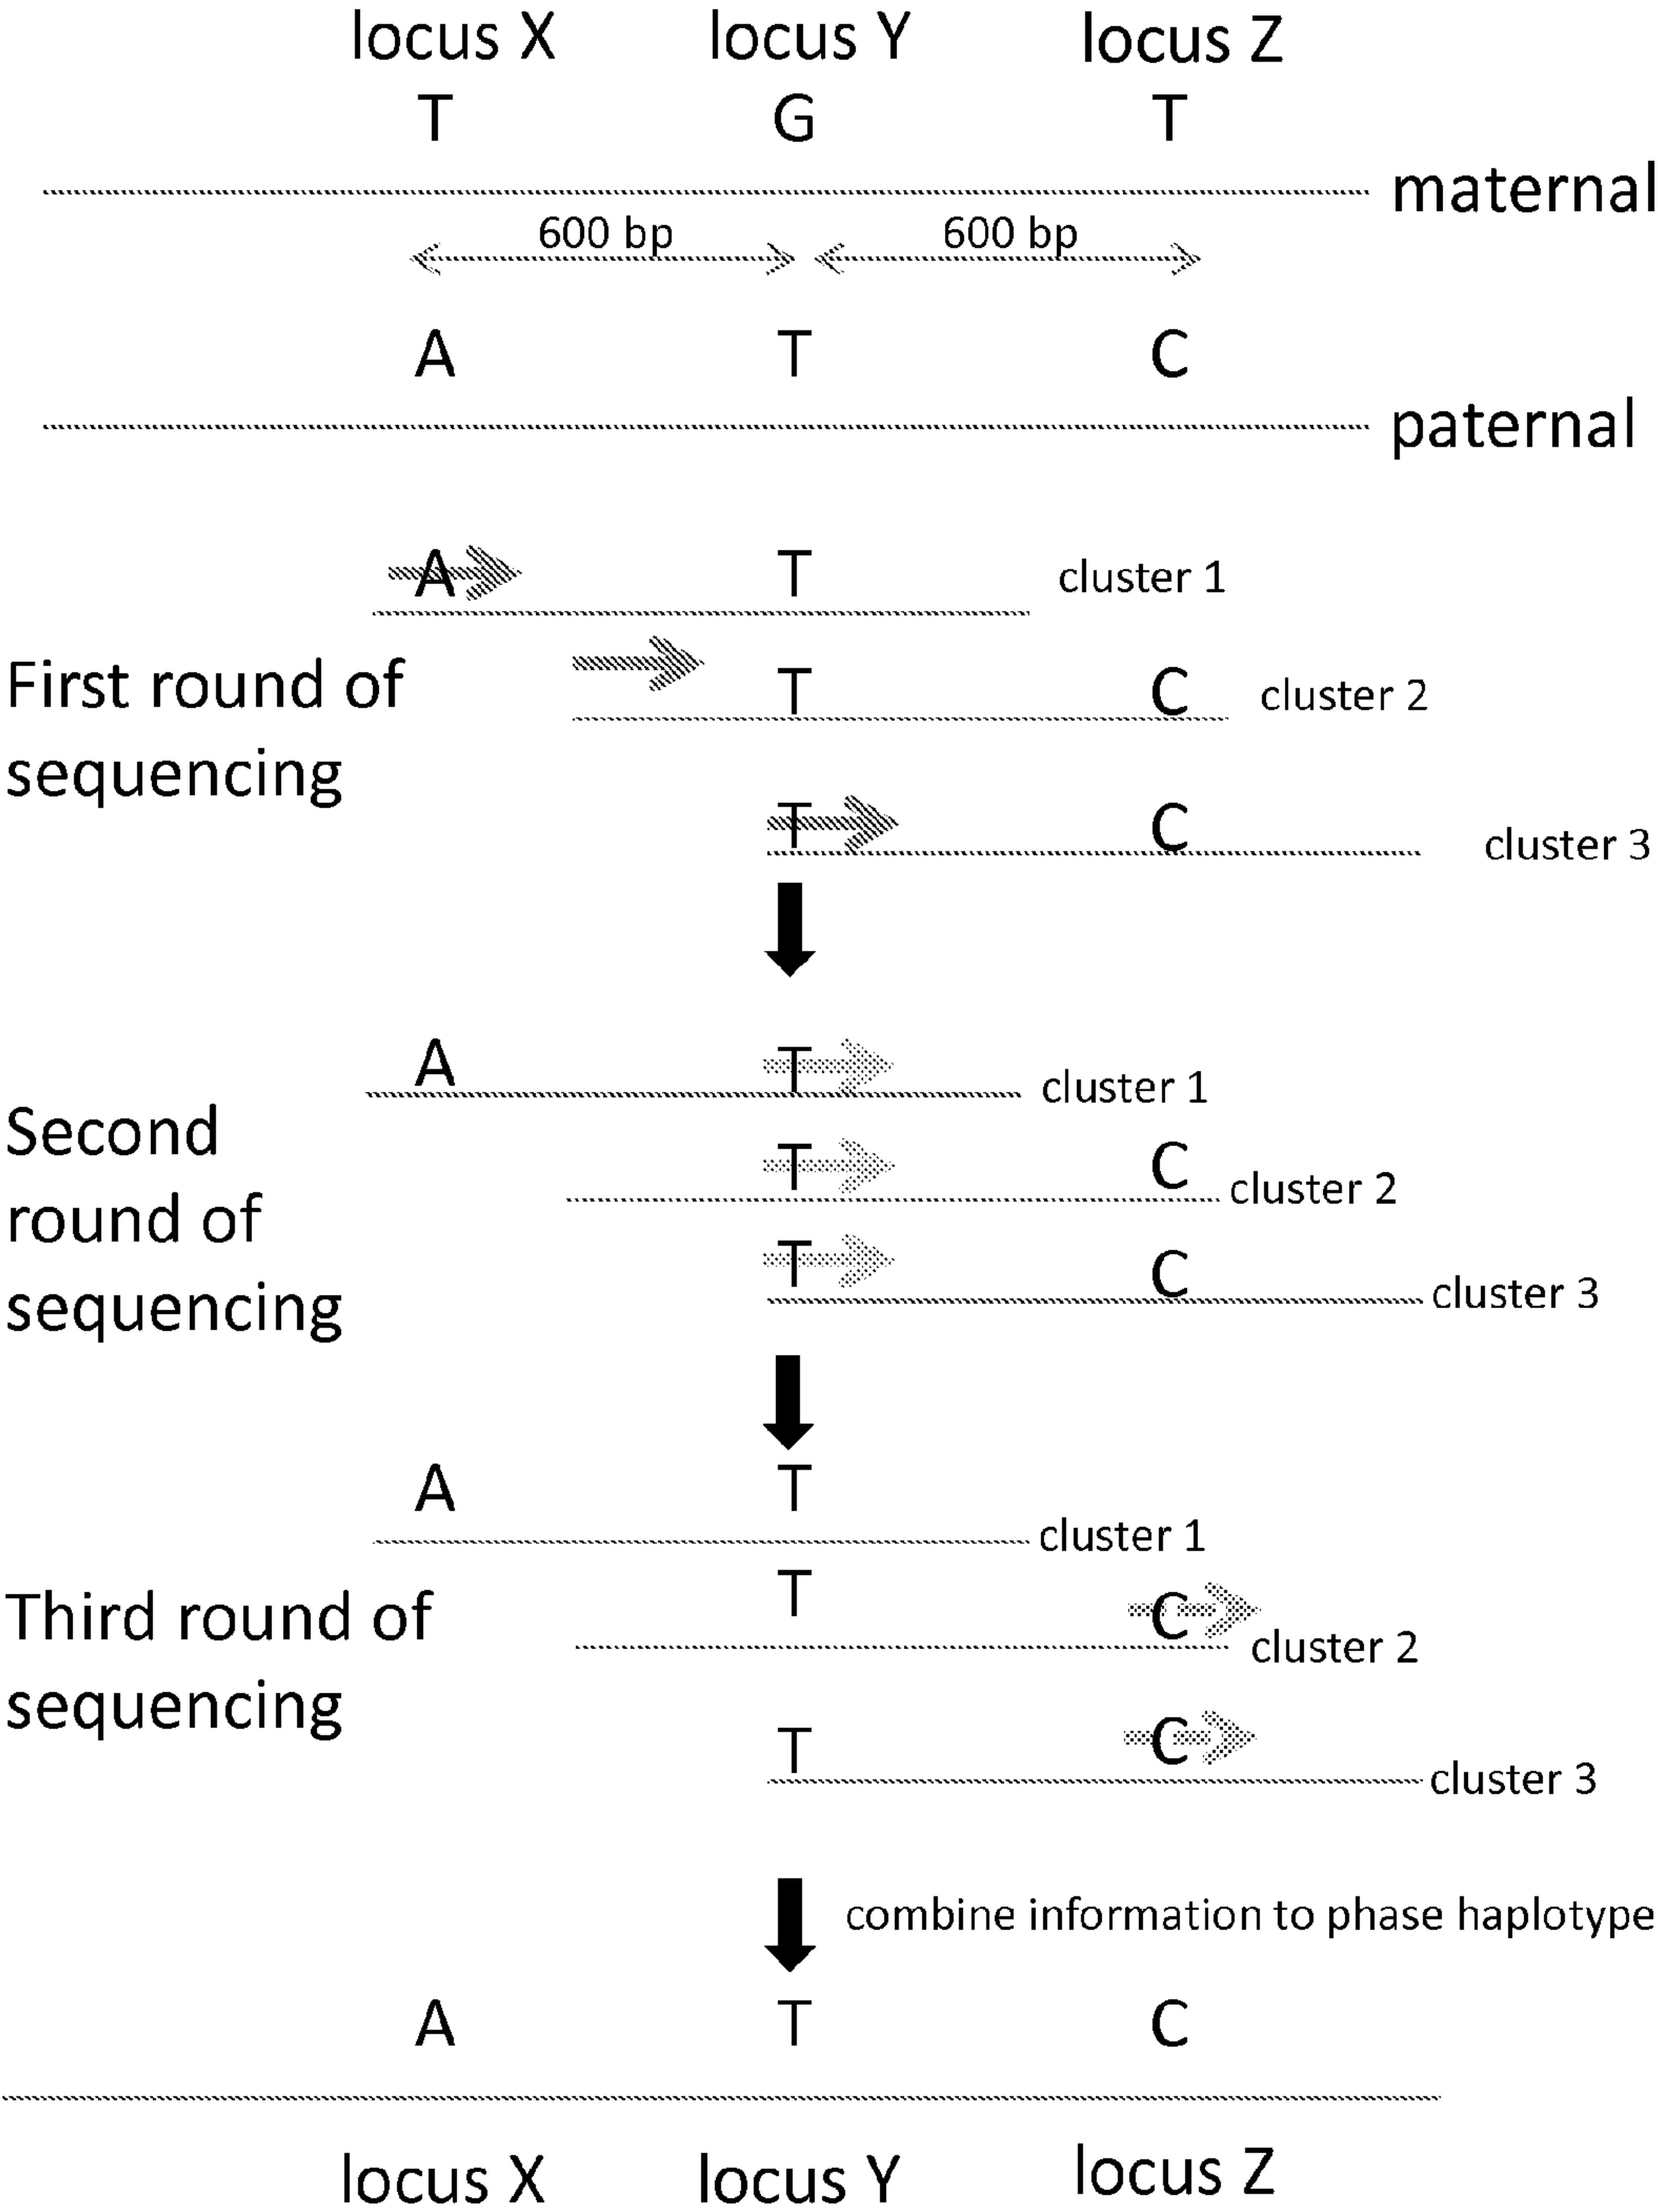 locus X locus Y locus Z
T G T
maternal
600 bp 600 bp
A T C
paternal
A T cluster 1
First round of
sequencing
T C cluster 2
T C cluster 3
A T cluster 1
Second
round of
sequencing
T C cluster 2
T C cluster 3
A T
cluster 1
Third round of
sequencing
T C
cluster 2
T C
cluster 3
combine information to phase haplotype
A T C
locus X locus Y locus Z